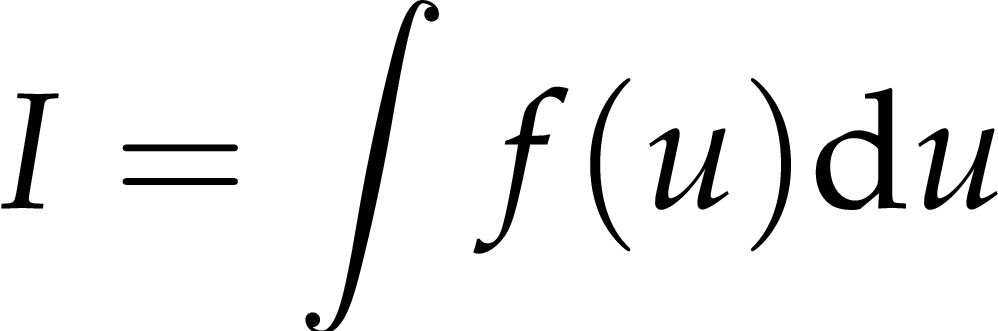 I = ∫ f(u)du